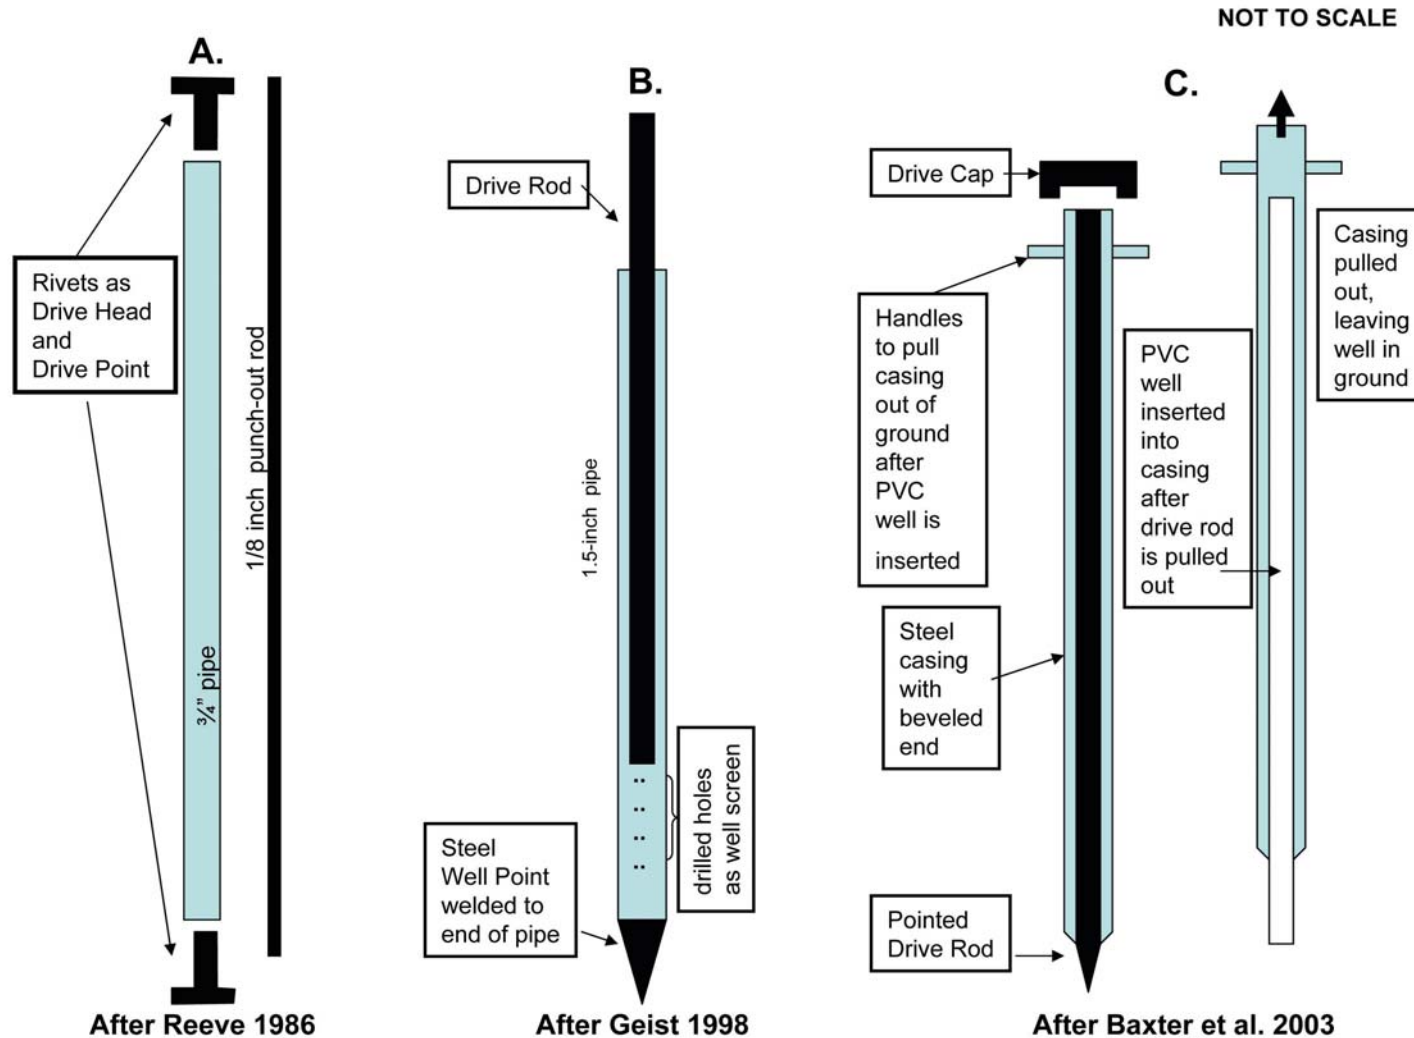 NOT TO SCALE
A.
Rivets as
Drive Head
and
Drive Point
¾" pipe
1/8 inch punch-out rod
After Reeve 1986
B.
Drive Rod
1.5-inch pipe
drilled holes
as well screen
Steel
Well Point
welded to
end of pipe
After Geist 1998
C.
Drive Cap
Handles
to pull
casing
out of
ground
after
PVC
well is
inserted
Steel
casing
with
beveled
end
Pointed
Drive Rod
PVC
well
inserted
into
casing
after
drive rod
is pulled
out
Casing
pulled
out,
leaving
well in
ground
After Baxter et al. 2003